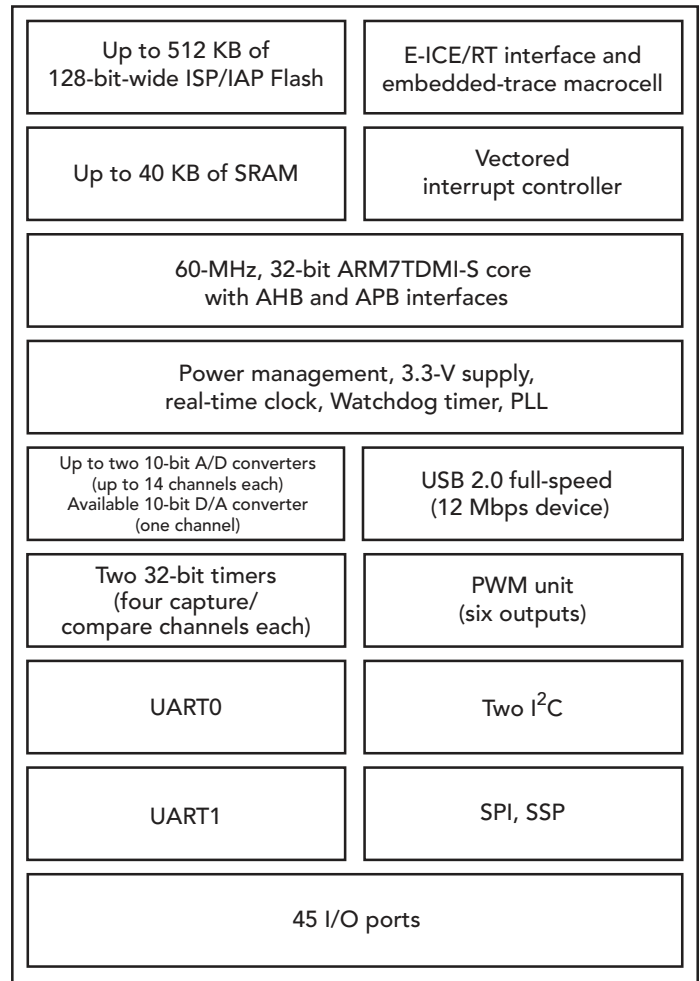 Up to 512 KB of
128-bit-wide ISP/IAP Flash
E-ICE/RT interface and
embedded-trace macrocell
Up to 40 KB of SRAM
Vectored
interrupt controller
60-MHz, 32-bit ARM7TDMI-S core
with AHB and APB interfaces
Power management, 3.3-V supply,
real-time clock, Watchdog timer, PLL
Up to two 10-bit A/D converters
(up to 14 channels each)
Available 10-bit D/A converter
(one channel)
USB 2.0 full-speed
(12 Mbps device)
Two 32-bit timers
(four capture/
compare channels each)
PWM unit
(six outputs)
UART0
Two I²C
UART1
SPI, SSP
45 I/O ports